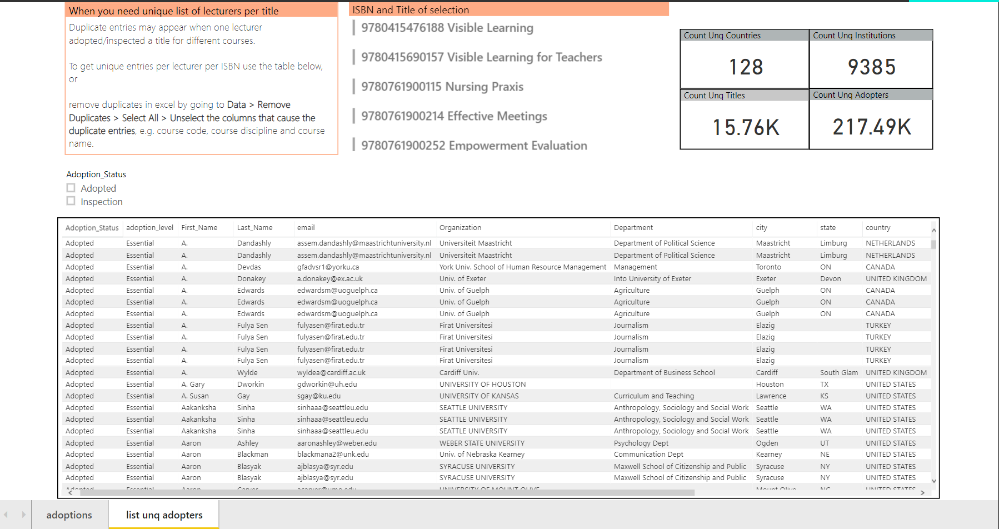 When you need unique list of lecturers per title
Duplicate entries may appear when one lecturer
adopted/inspected a title for different courses.
To get unique entries per lecturer per ISBN use the table below,
or
remove duplicates in excel by going to Data > Remove
Duplicates > Select All > Unselect the columns that cause the
duplicate entries, e.g. course code, course discipline and course
name.
ISBN and Title of selection
9780415476188 Visible Learning
9780415690157 Visible Learning for Teachers
9780761900115 Nursing Praxis
9780761900214 Effective Meetings
9780761900252 Empowerment Evaluation
Count Unq Countries
128
Count Unq Institutions
9385
Count Unq Titles
15.76K
Count Unq Adopters
217.49K
Adoption_Status
Adopted
Inspection
Adoption_Status adoption_level First_Name Last_Name email Organization Department city state country
Adopted Essential A. Dandashly assem.dandashly@maastrichtuniversity.nl Universiteit Maastricht Department of Political Science Maastricht Limburg NETHERLANDS
Adopted Essential A. Dandashly assem.dandashly@maastrichtuniversity.nl Universiteit Maastricht Department of Political Science Maastricht Limburg NETHERLANDS
Adopted Essential A. Devdas gfadvsr1@yorku.ca York Univ. School of Human Resource Management Management Toronto ON CANADA
Adopted Essential A. Donakey a.donakey@ex.ac.uk Univ. of Exeter Into University of Exeter Exeter Devon UNITED KINGDOM
Adopted Essential A. Edwards edwardsm@uoguelph.ca Univ. of Guelph Agriculture Guelph ON CANADA
Adopted Essential A. Edwards edwardsm@uoguelph.ca Univ. of Guelph Agriculture Guelph ON CANADA
Adopted Essential A. Edwards edwardsm@uoguelph.ca Univ. of Guelph Agriculture Guelph ON CANADA
Adopted Essential A. Fulya Sen fulyasen@firat.edu.tr Firat Universitesi Journalism Elazig TURKEY
Adopted Essential A. Fulya Sen fulyasen@firat.edu.tr Firat Universitesi Journalism Elazig TURKEY
Adopted Essential A. Fulya Sen fulyasen@firat.edu.tr Firat Universitesi Journalism Elazig TURKEY
Adopted Essential A. Fulya Sen fulyasen@firat.edu.tr Firat Universitesi Journalism Elazig TURKEY
Adopted Essential A. Wylde wyldea@cardiff.ac.uk Cardiff Univ. Department of Business School Cardiff South Glam UNITED KINGDOM
Adopted Essential A. Gary Dworkin gdworkin@uh.edu UNIVERSITY OF HOUSTON Houston TX UNITED STATES
Adopted Essential A. Susan Gay sgay@ku.edu UNIVERSITY OF KANSAS Curriculum and Teaching Lawrence KS UNITED STATES
Adopted Essential Aakanksha Sinha sinhaaa@seattleu.edu SEATTLE UNIVERSITY Anthropology, Sociology and Social Work Seattle WA UNITED STATES
Adopted Essential Aakanksha Sinha sinhaaa@seattleu.edu SEATTLE UNIVERSITY Anthropology, Sociology and Social Work Seattle WA UNITED STATES
Adopted Essential Aakanksha Sinha sinhaaa@seattleu.edu SEATTLE UNIVERSITY Anthropology, Sociology and Social Work Seattle WA UNITED STATES
Adopted Essential Aaron Ashley aaronashley@weber.edu WEBER STATE UNIVERSITY Psychology Dept Ogden UT UNITED STATES
Adopted Essential Aaron Blackman blackmana2@unk.edu Univ. of Nebraska Kearney Communication Dept Kearney NE UNITED STATES
Adopted Essential Aaron Blasyak ajblasya@syr.edu SYRACUSE UNIVERSITY Maxwell School of Citizenship and Public Syracuse NY UNITED STATES
Adopted Essential Aaron Blasyak ajblasya@syr.edu SYRACUSE UNIVERSITY Maxwell School of Citizenship and Public Syracuse NY UNITED STATES
Adopted Essential Aaron UNIVERSITY OF MOUNT OLIVE Mount Olive NC UNITED STATES
adoptions
list unq adopters